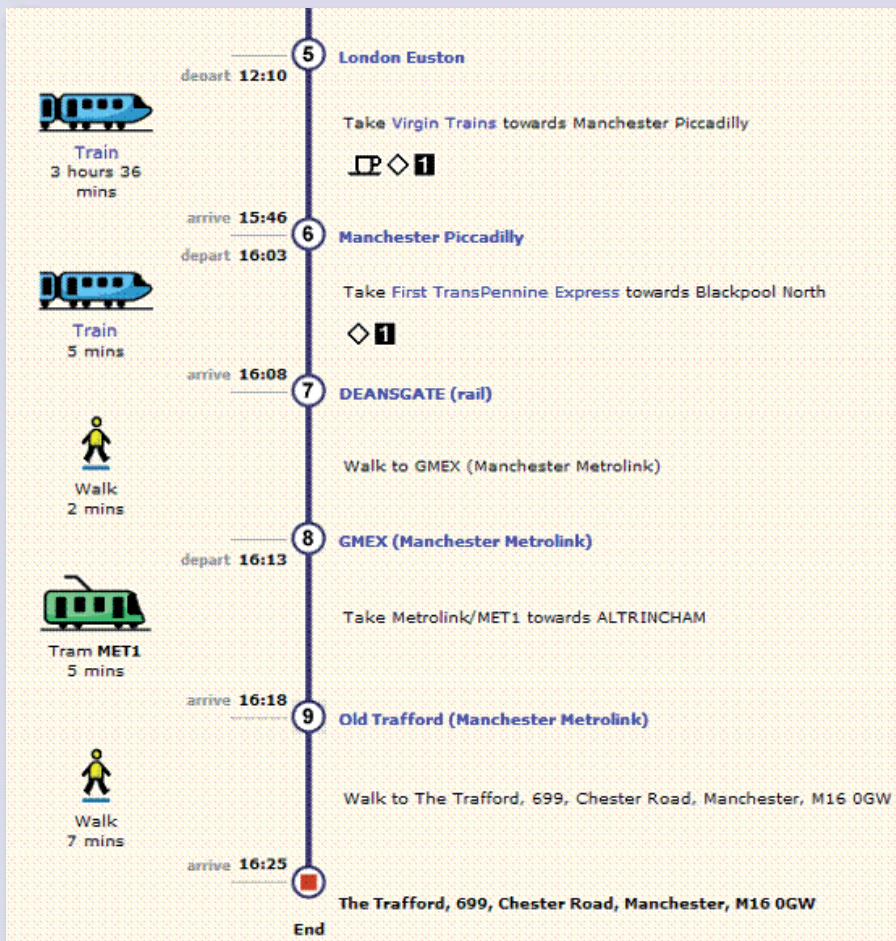 5 London Euston
depart 12:10
Take Virgin Trains towards Manchester Piccadilly
Train
3 hours 36
mins
1
arrive 15:46
6 Manchester Piccadilly
depart 16:03
Take First TransPennine Express towards Blackpool North
Train
5 mins
1
arrive 16:08
7 DEANSGATE (rail)
Walk to GMEX (Manchester Metrolink)
Walk
2 mins
8 GMEX (Manchester Metrolink)
depart 16:13
Take Metrolink/MET1 towards ALTRINCHAM
Tram MET1
5 mins
arrive 16:18
9 Old Trafford (Manchester Metrolink)
Walk to The Trafford, 699, Chester Road, Manchester, M16 0GW
Walk
7 mins
arrive 16:25
The Trafford, 699, Chester Road, Manchester, M16 0GW
End